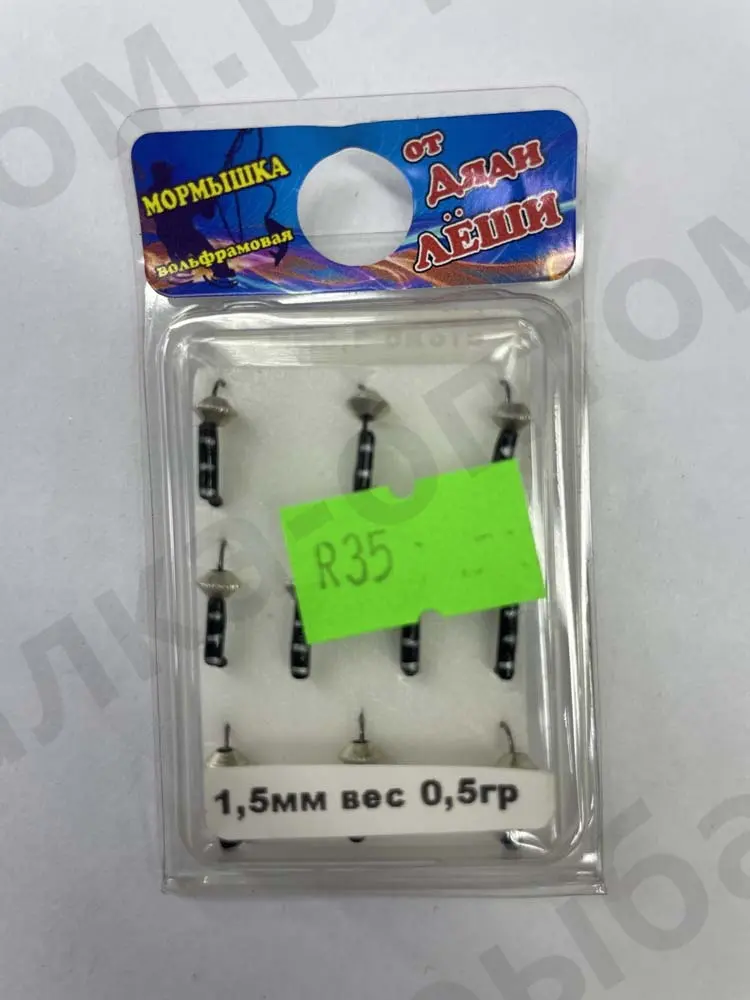 МОРМЫШКА
вольфрамовая
от
Дяди
ЛЁШИ
R35
1,5мм вес 0,5гр